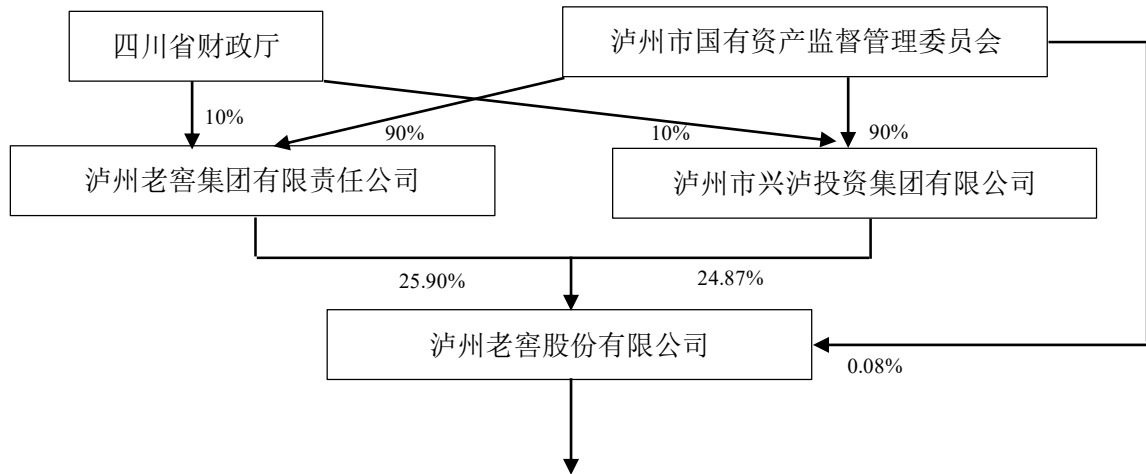 四川省财政厅
泸州市国有资产监督管理委员会
10%
90%
10%
90%
泸州老窖集团有限责任公司
泸州市兴泸投资集团有限公司
25.90%
24.87%
泸州老窖股份有限公司
0.08%